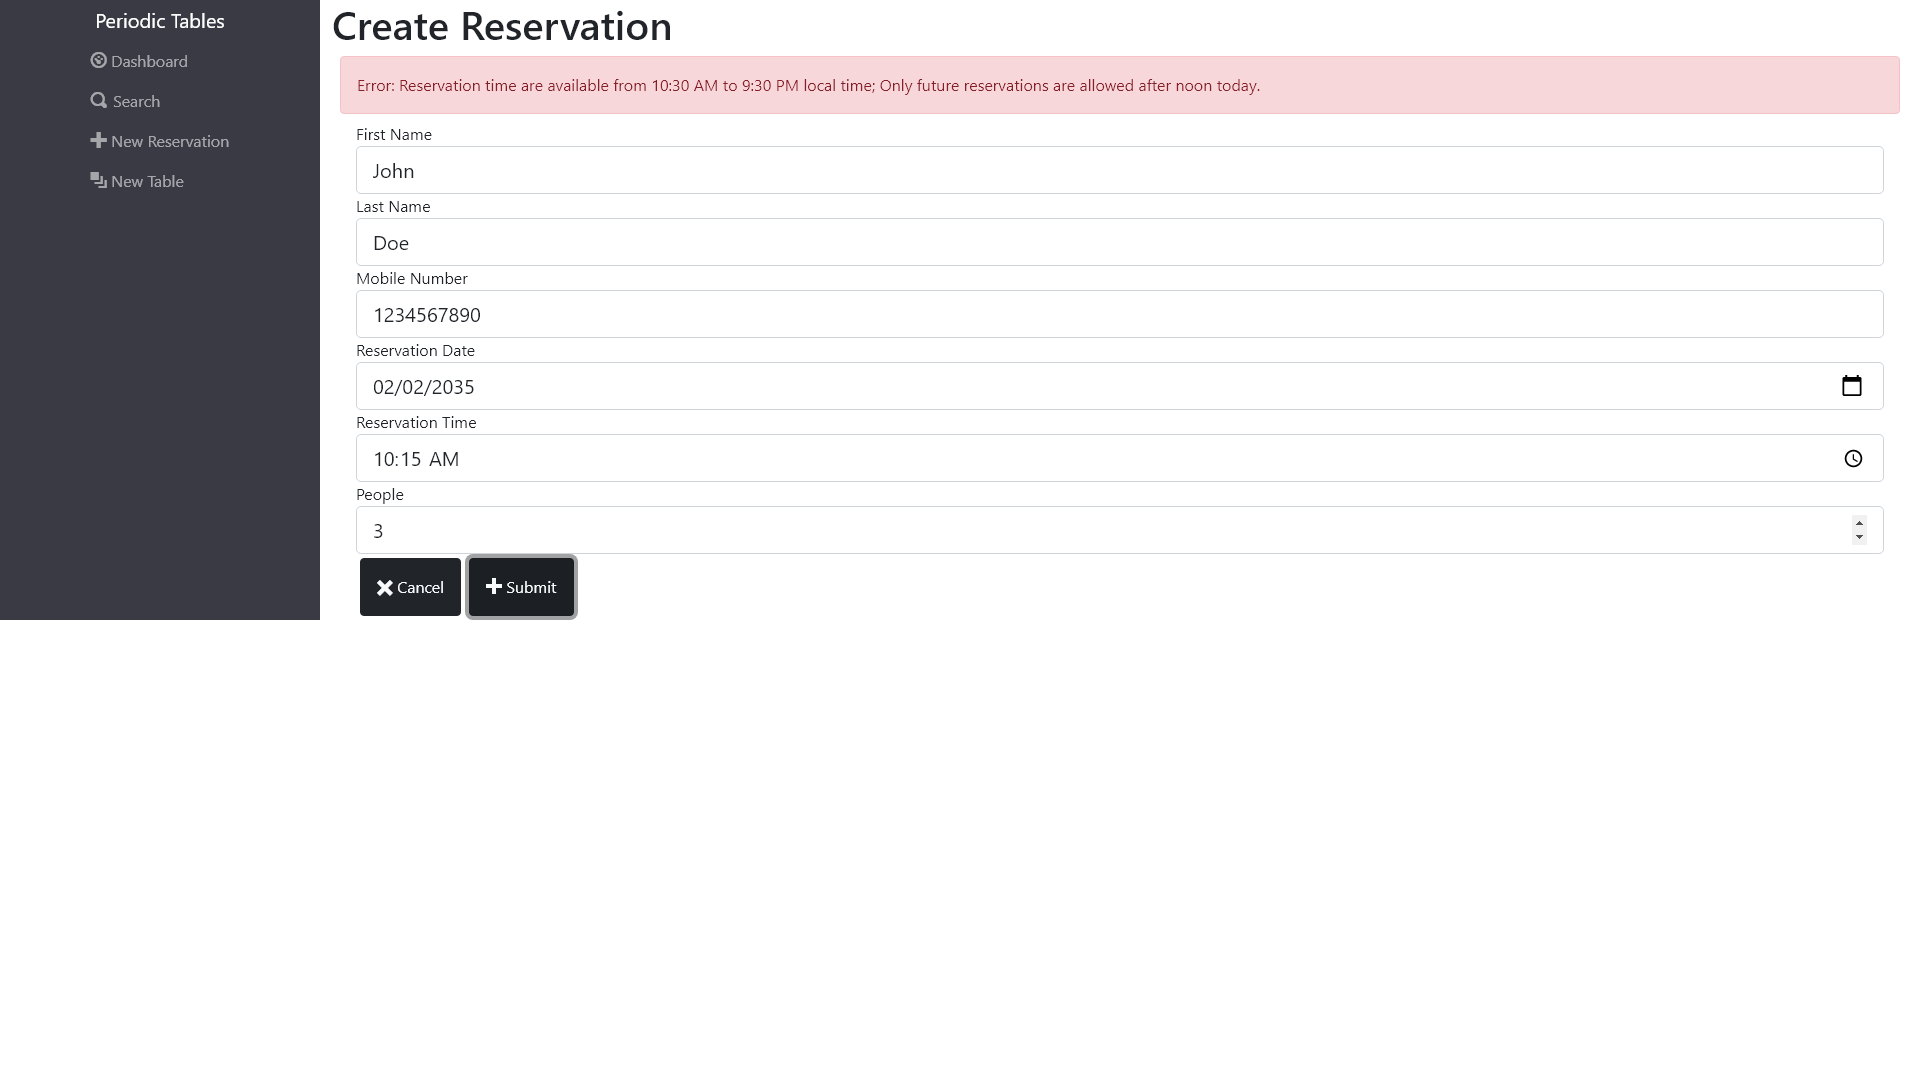 Periodic Tables
Dashboard
Search
New Reservation
New Table
Create Reservation
Error: Reservation time are available from 10:30 AM to 9:30 PM local time; Only future reservations are allowed after noon today.
First Name
John
Last Name
Doe
Mobile Number
1234567890
Reservation Date
02/02/2035
Reservation Time
10:15 AM
People
3
Cancel
Submit